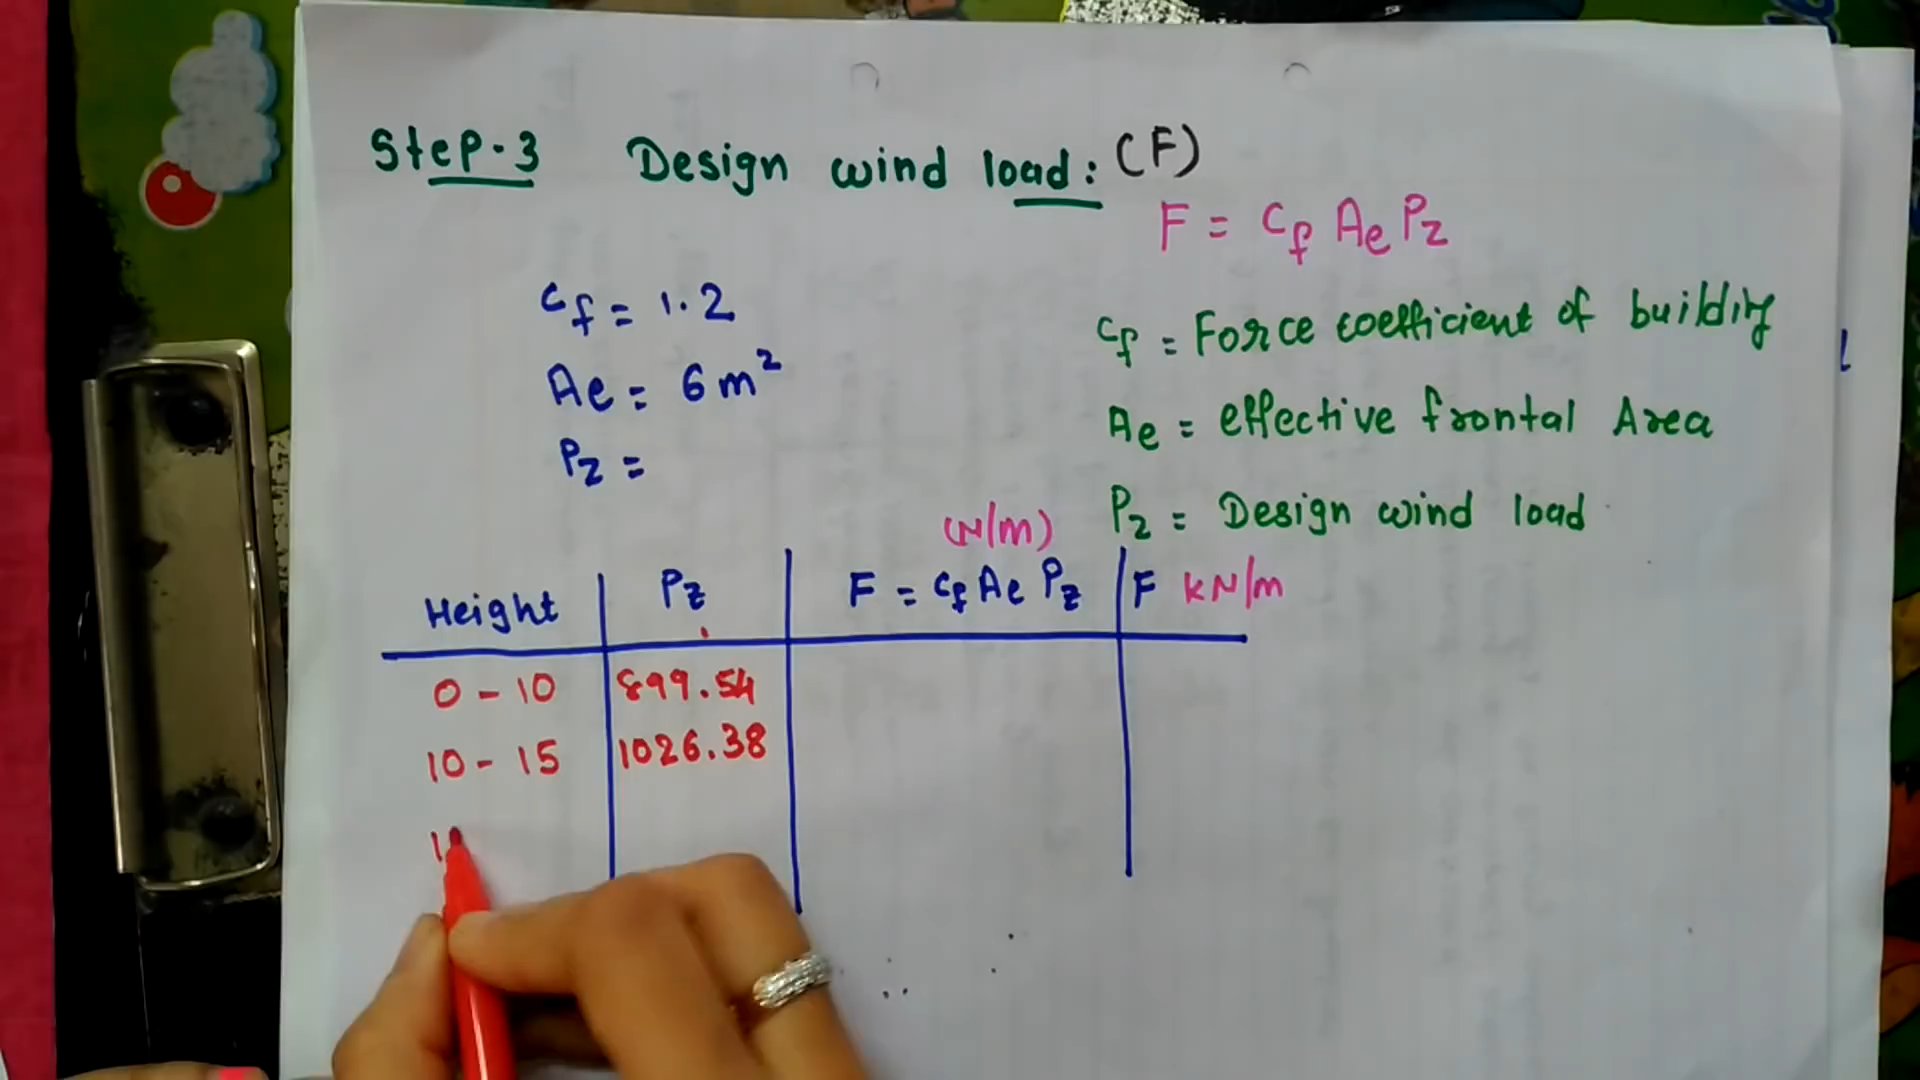 Step-3 Design wind load: (F)
F = Cf Ae Pz
Cf = 1.2
Cf = Force coefficient of building
Ae = 6 m²
Ae = effective frontal Area
Pz =
Pz = Design wind load
(N/m)
Height Pz F = Cf Ae Pz F kN/m
0 - 10 899.54
10 - 15 1026.38
1